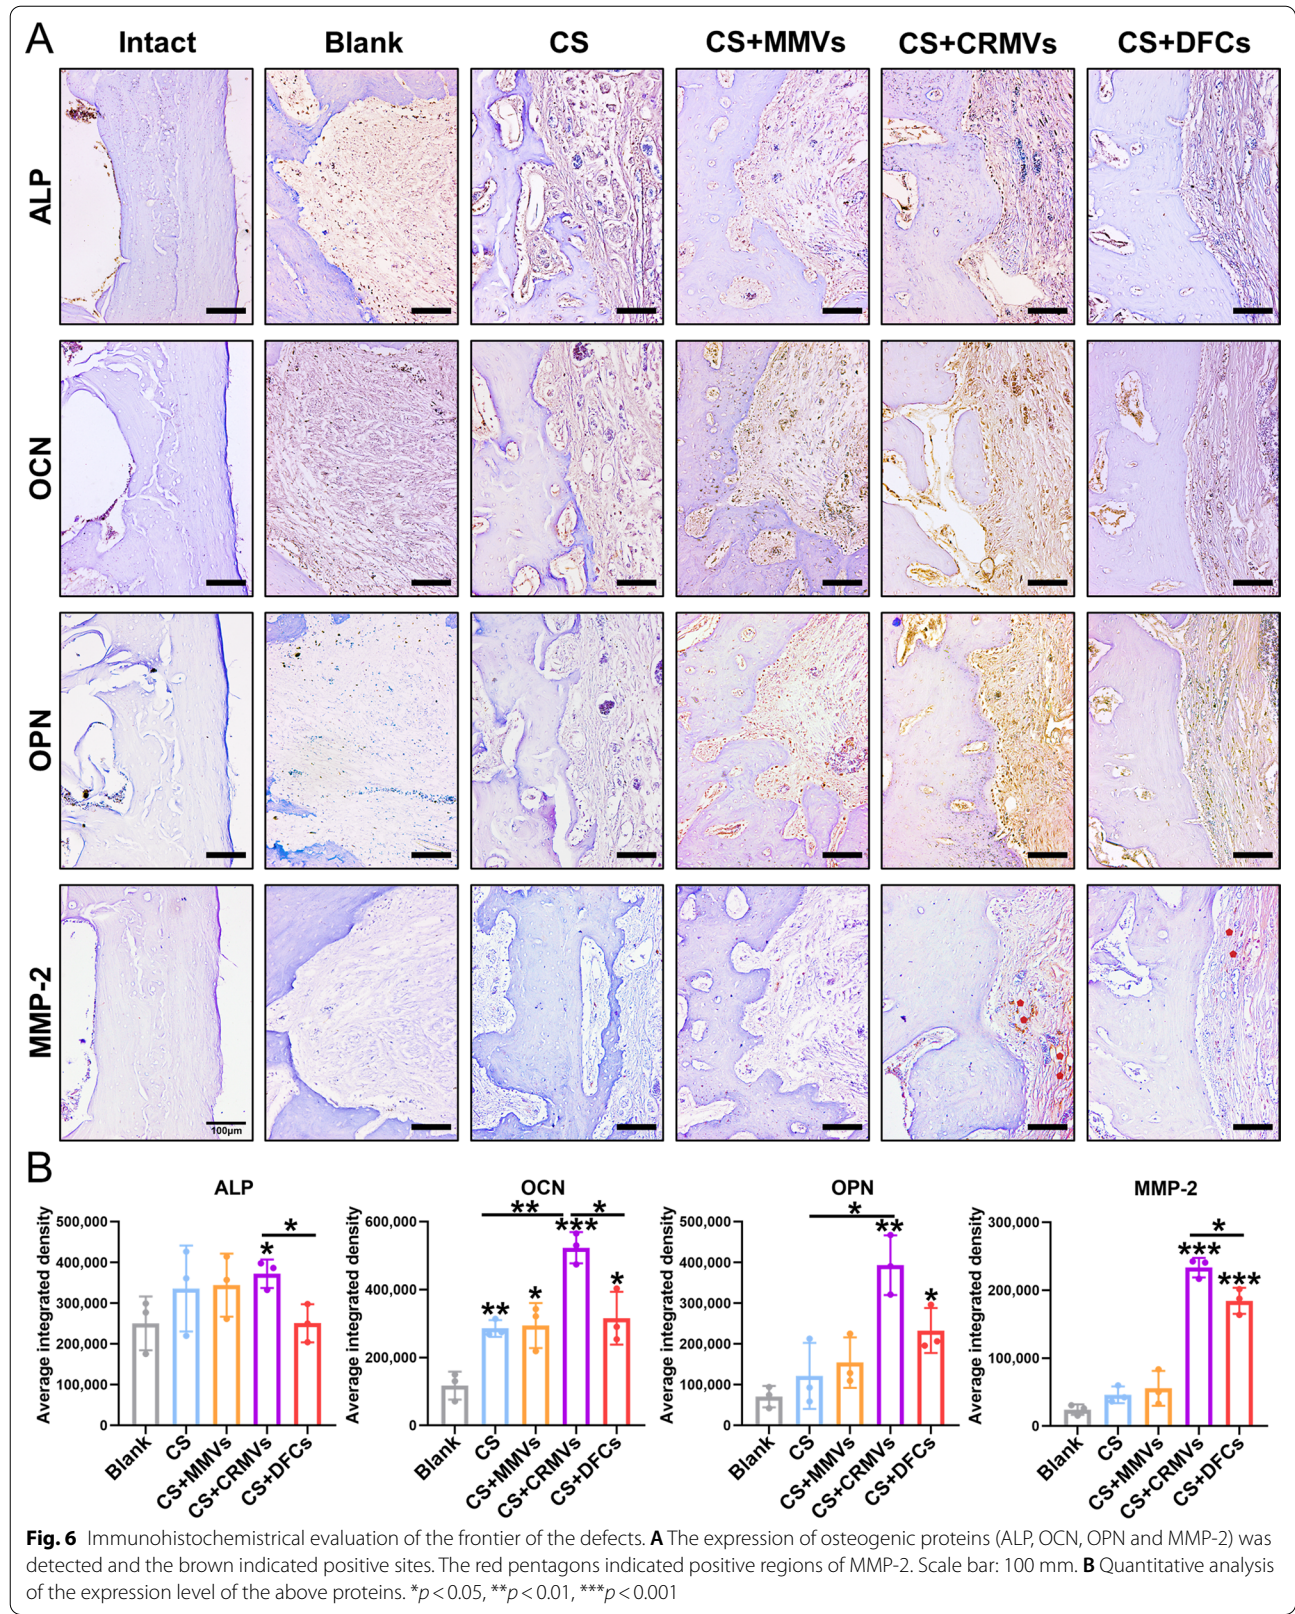 A
Intact Blank CS CS+MMVs CS+CRMVs CS+DFCs
ALP
OCN
OPN
MMP-2
100μm
B
ALP
Average integrated density
500,000
400,000
300,000
200,000
100,000
0
*
*
Blank
CS
CS+MMVs
CS+CRMVs
CS+DFCs
OCN
Average integrated density
600,000
400,000
200,000
0
**
*
***
**
*
*
Blank
CS
CS+MMVs
CS+CRMVs
CS+DFCs
OPN
Average integrated density
500,000
400,000
300,000
200,000
100,000
0
*
**
*
Blank
CS
CS+MMVs
CS+CRMVs
CS+DFCs
MMP-2
Average integrated density
300,000
200,000
100,000
0
*
***
***
Blank
CS
CS+MMVs
CS+CRMVs
CS+DFCs
Fig. 6 Immunohistochemistrical evaluation of the frontier of the defects. A The expression of osteogenic proteins (ALP, OCN, OPN and MMP-2) was
detected and the brown indicated positive sites. The red pentagons indicated positive regions of MMP-2. Scale bar: 100 mm. B Quantitative analysis
of the expression level of the above proteins. *p < 0.05, **p < 0.01, ***p < 0.001